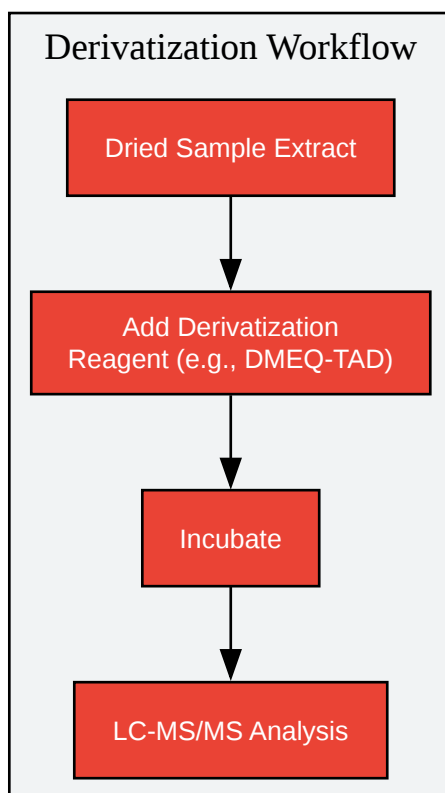 Derivatization Workflow
Dried Sample Extract
Add Derivatization
Reagent (e.g., DMEQ-TAD)
Incubate
LC-MS/MS Analysis